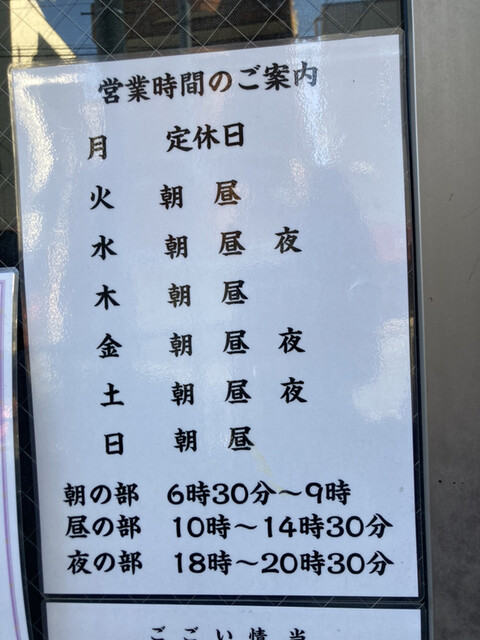 営業時間のご案内
月 定休日
火 朝 昼
水 朝 昼 夜
木 朝 昼
金 朝 昼 夜
土 朝 昼 夜
日 朝 昼
朝の部 6時30分〜9時
昼の部 10時〜14時30分
夜の部 18時〜20時30分